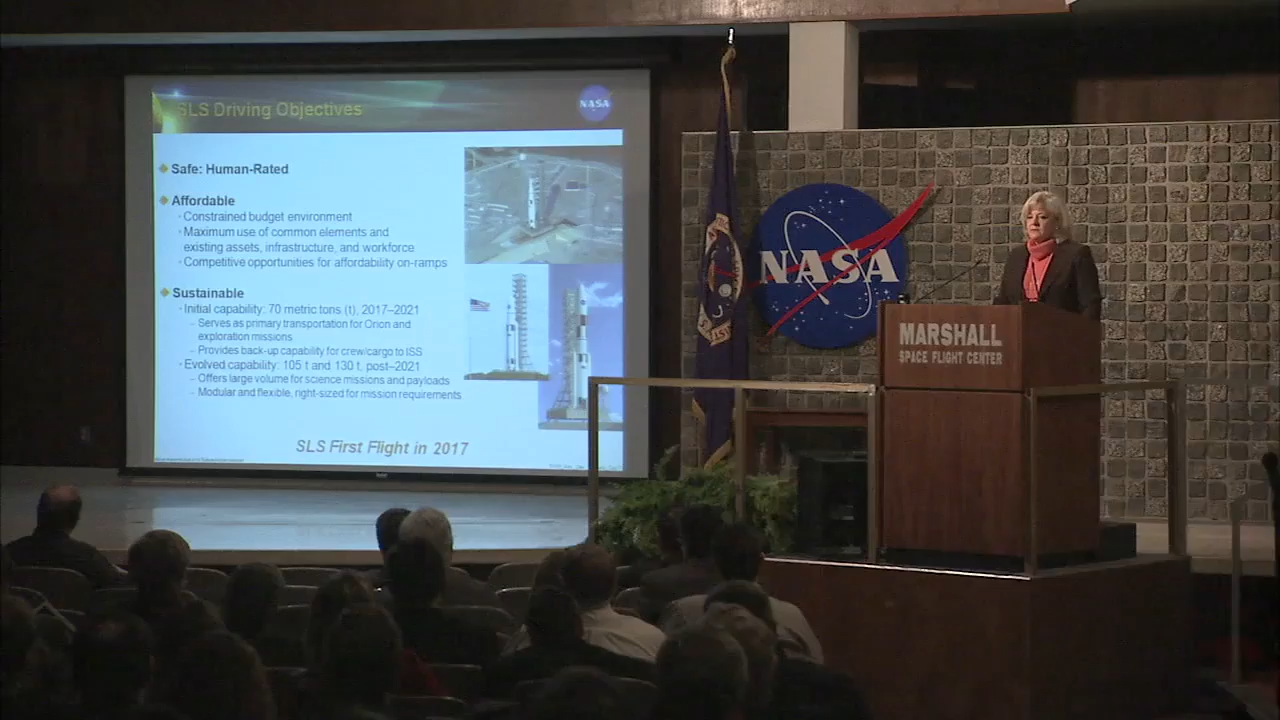 SLS Driving Objectives
NASA
Safe: Human-Rated
Affordable
Constrained budget environment
Maximum use of common elements and
existing assets, infrastructure, and workforce
Competitive opportunities for affordability on-ramps
Sustainable
Initial capability: 70 metric tons (t), 2017–2021
– Serves as primary transportation for Orion and
exploration missions
– Provides back-up capability for crew/cargo to ISS
Evolved capability: 105 t and 130 t, post–2021
– Offers large volume for science missions and payloads
– Modular and flexible, right-sized for mission requirements
SLS First Flight in 2017
NASA
MARSHALL
SPACE FLIGHT CENTER